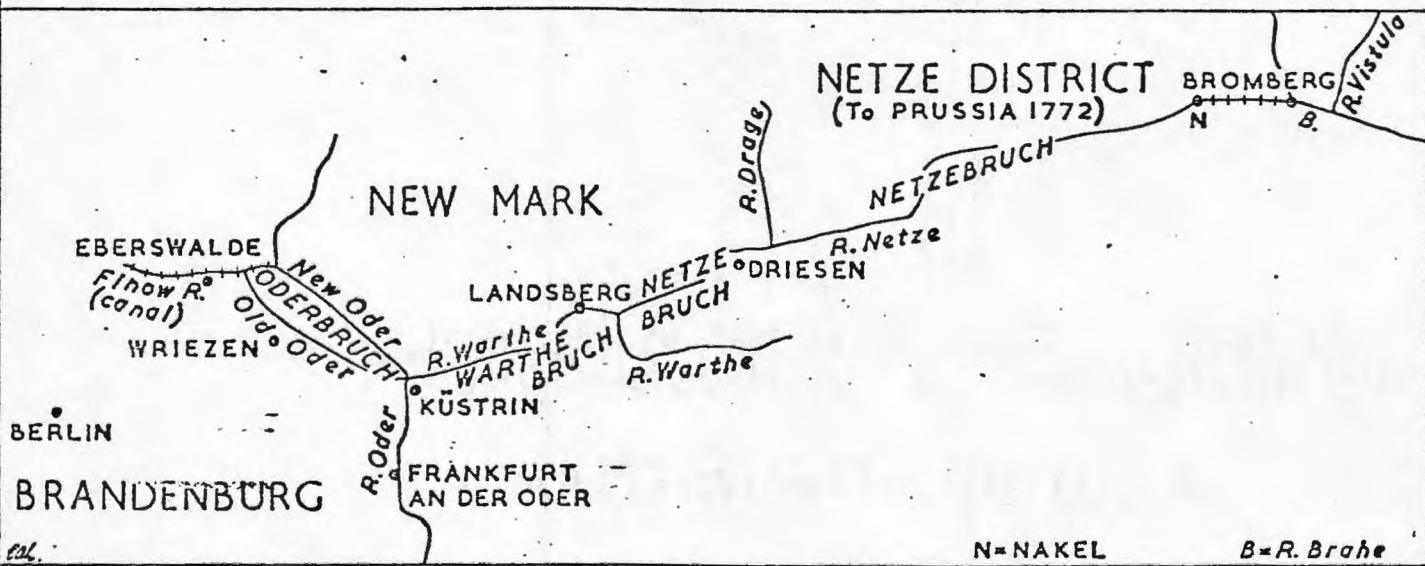 NETZE DISTRICT
(To PRUSSIA 1772)
BROMBERG
R. Vistula
N
B.
R. Drage
NETZEBRUCH
NEW MARK
R. Netze
EBERSWALDE
Finow R.
(canal)
New Oder
ODERBRUCH
Old Oder
WRIEZEN
LANDSBERG
NETZE
BRUCH
DRIESEN
R. Warthe
WARTHE
BRUCH
R. Warthe
KÜSTRIN
BERLIN
R. Oder
FRANKFURT
AN DER ODER
BRANDENBURG
N=NAKEL
B=R. Brahe